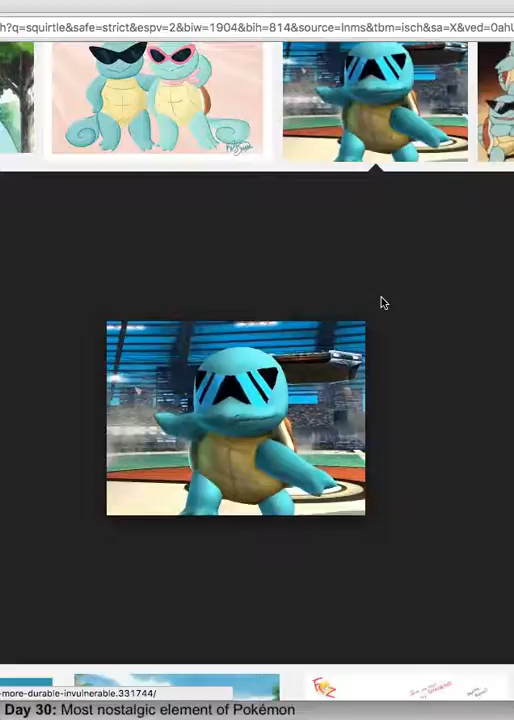 h?q=squirtle&safe=strict&espv=2&biw=1904&bih=814&source=lnms&tbm=isch&sa=X&ved=0ahU
-more-durable-invulnerable.331744/
Day 30: Most nostalgic element of Pokémon